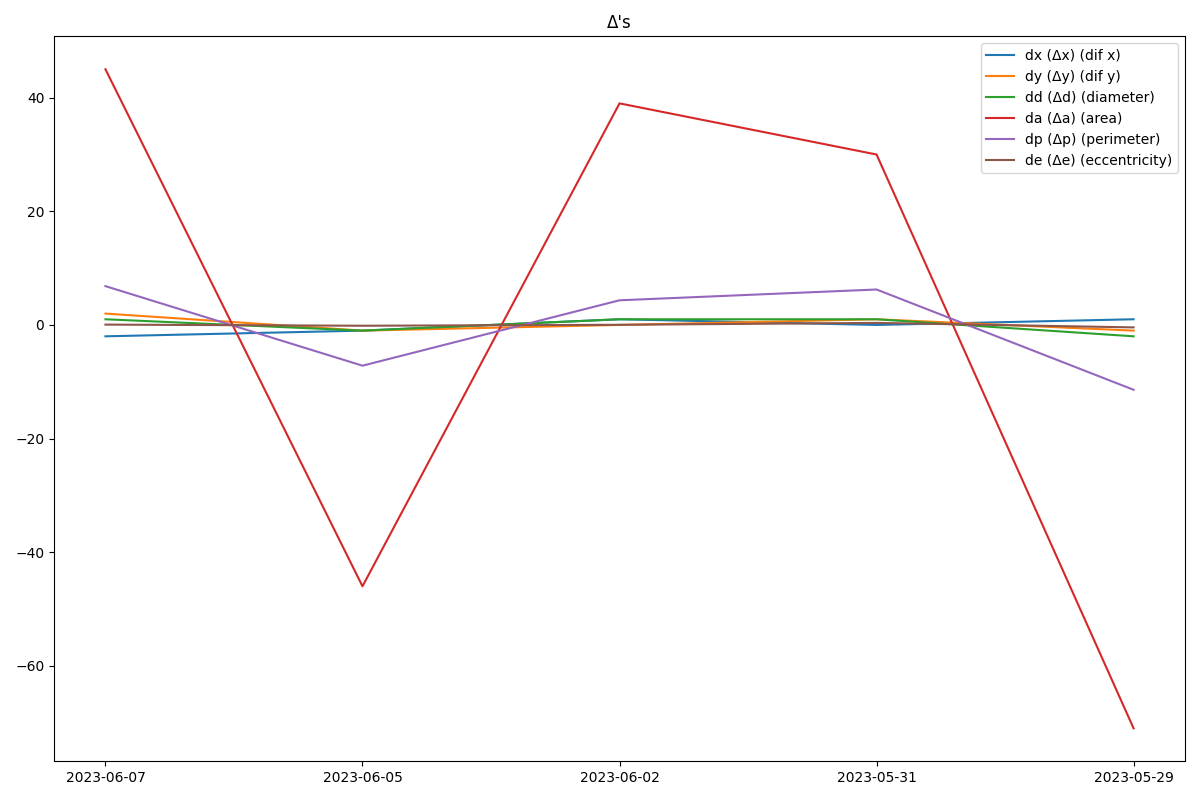 Δ's
dx (Δx) (dif x)
dy (Δy) (dif y)
dd (Δd) (diameter)
da (Δa) (area)
dp (Δp) (perimeter)
de (Δe) (eccentricity)
40
20
0
−20
−40
−60
2023-06-07 2023-06-05 2023-06-02 2023-05-31 2023-05-29